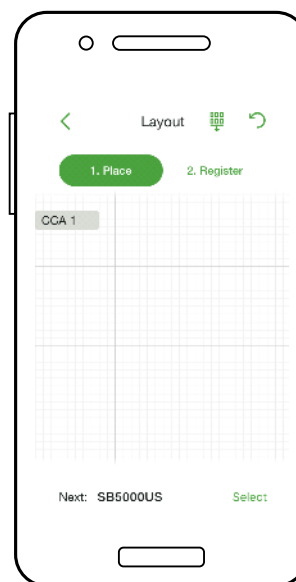 Layout
1. Place 2. Register
CCA 1
Next: SB5000US Select